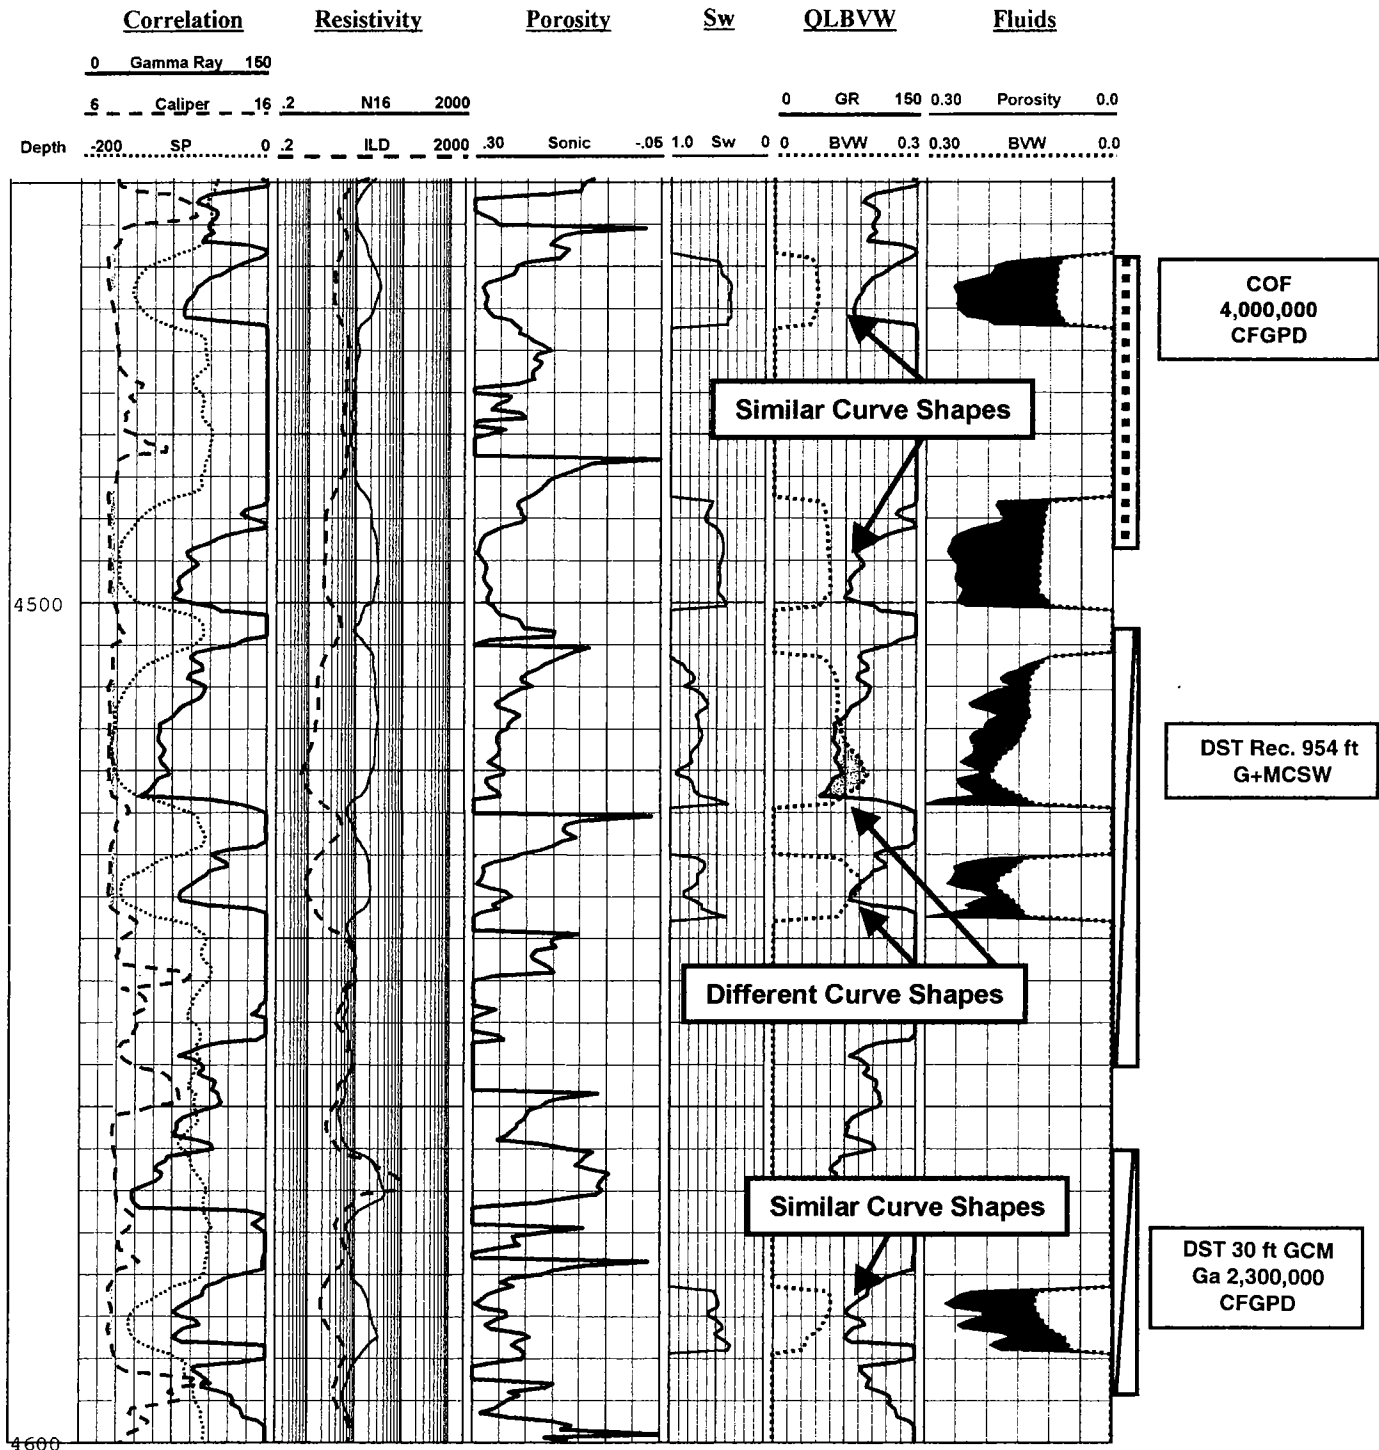 Correlation Resistivity Porosity Sw QLBVW Fluids
0 Gamma Ray 150
6 Caliper 16 .2 N16 2000 0 GR 150 0.30 Porosity 0.0
Depth -200 SP 0 .2 ILD 2000 .30 Sonic -.05 1.0 Sw 0 0 BVW 0.3 0.30 BVW 0.0
COF
4,000,000
CFGPD
Similar Curve Shapes
4500
DST Rec. 954 ft
G+MCSW
Different Curve Shapes
Similar Curve Shapes
DST 30 ft GCM
Ga 2,300,000
CFGPD
4600